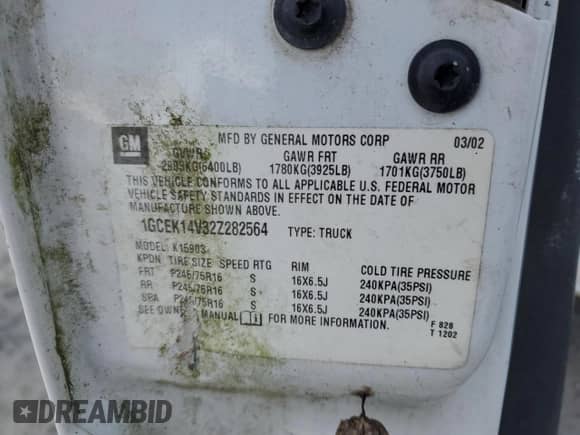 GM
MFD BY GENERAL MOTORS CORP 03/02
GVWR GAWR FRT GAWR RR
2903KG(6400LB) 1780KG(3925LB) 1701KG(3750LB)
THIS VEHICLE CONFORMS TO ALL APPLICABLE U.S. FEDERAL MOTOR
VEHICLE SAFETY STANDARDS IN EFFECT ON THE DATE OF
MANUFACTURE SHOWN ABOVE.
1GCEK14V32Z282564 TYPE: TRUCK
MODEL: K15903
KPDN TIRE SIZE SPEED RTG RIM COLD TIRE PRESSURE
FRT P245/75R16 S 16X6.5J 240KPA(35PSI)
RR P245/75R16 S 16X6.5J 240KPA(35PSI)
SPA P245/75R16 S 16X6.5J 240KPA(35PSI)
SEE OWNERS MANUAL FOR MORE INFORMATION.
F 828
T 1202
DREAMBID